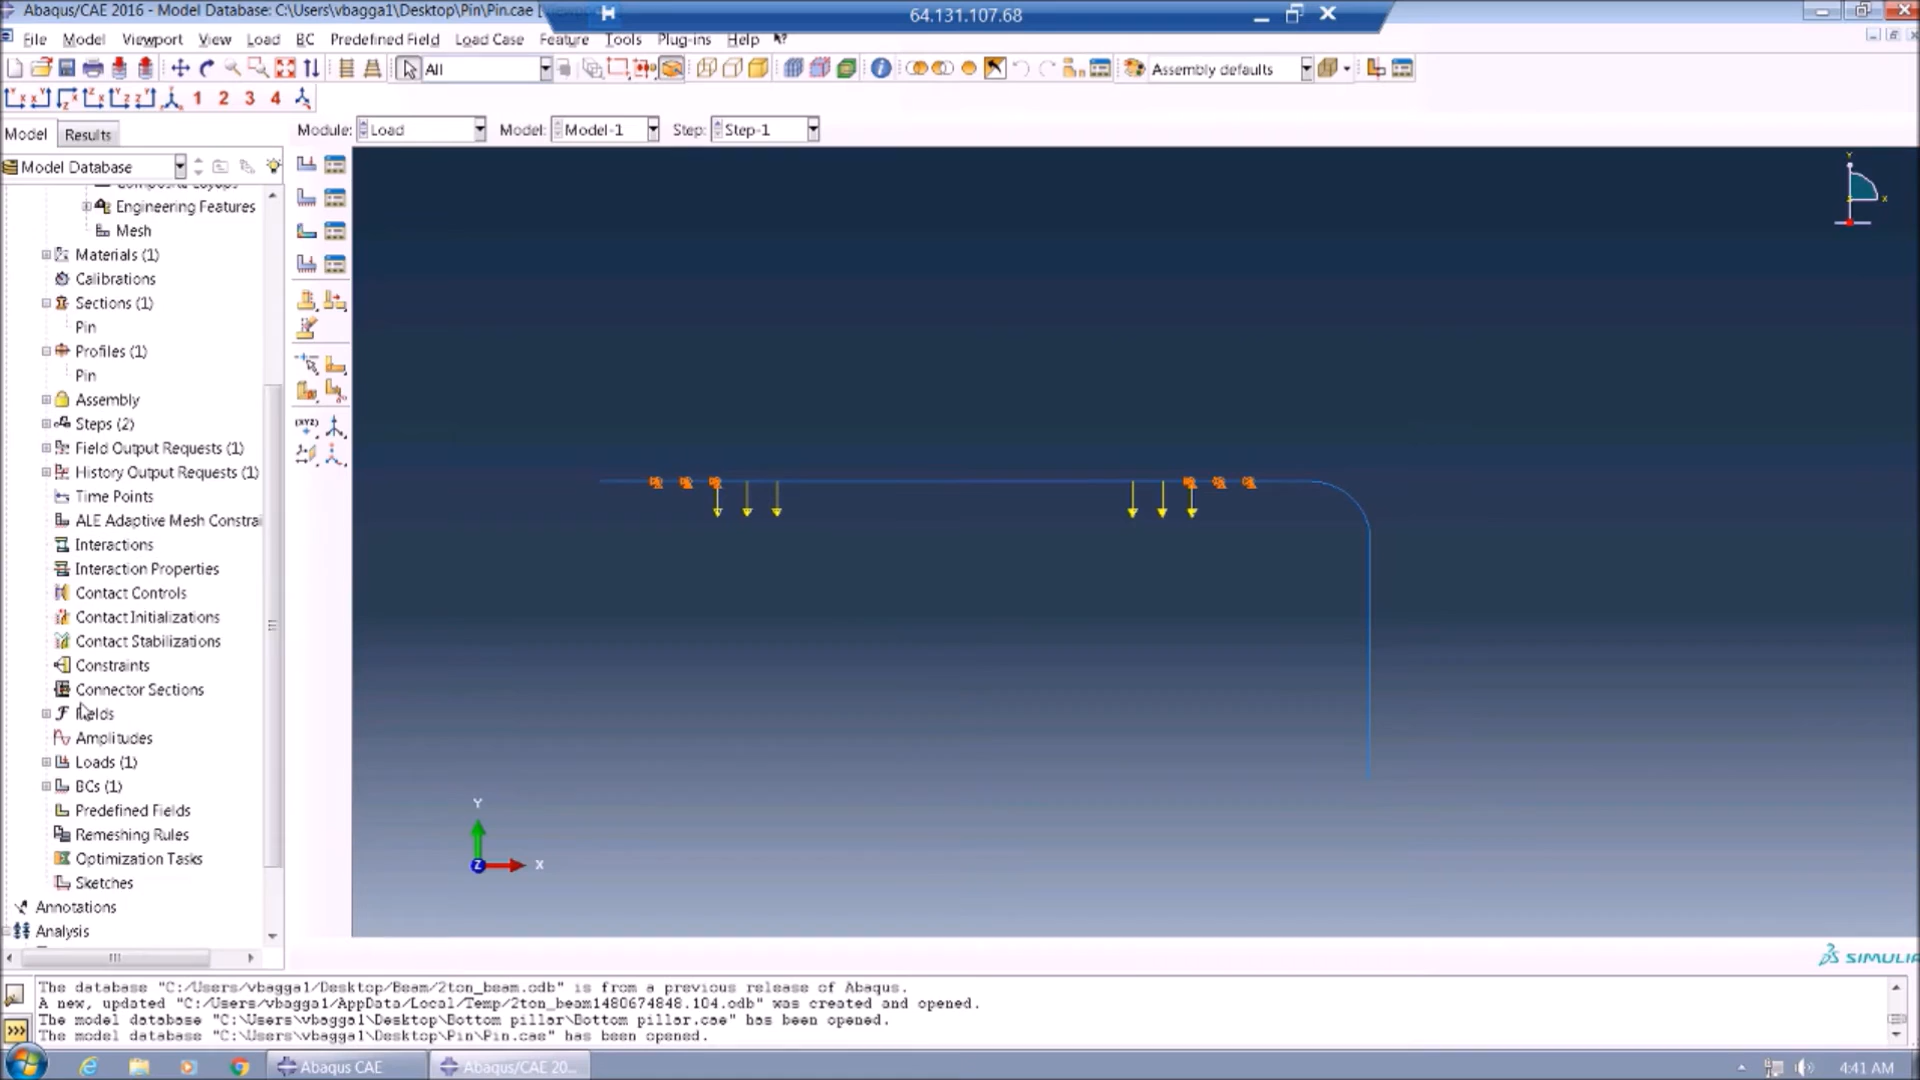 Abaqus/CAE 2016 - Model Database: C:\Users\vbagga1\Desktop\Pin\Pin.cae [
64.131.107.68
File Model Viewport View Load BC Predefined Field Load Case Feature Tools Plug-ins Help
All
Assembly defaults
1 2 3 4
Model Results
Module: Load Model: Model-1 Step: Step-1
Model Database
Engineering Features
Mesh
Materials (1)
Calibrations
Sections (1)
Pin
Profiles (1)
Pin
Assembly
Steps (2)
Field Output Requests (1)
History Output Requests (1)
Time Points
ALE Adaptive Mesh Constrai
Interactions
Interaction Properties
Contact Controls
Contact Initializations
Contact Stabilizations
Constraints
Connector Sections
Fields
Amplitudes
Loads (1)
BCs (1)
Predefined Fields
Remeshing Rules
Optimization Tasks
Sketches
Annotations
Analysis
(XYZ)
Y
X
Y
Z
X
SIMULIA
The database "C:/Users/vbagga1/Desktop/Beam/2ton_beam.odb" is from a previous release of Abaqus.
A new, updated "C:/Users/vbagga1/AppData/Local/Temp/2ton_beam1480674848.104.odb" was created and opened.
The model database "C:\Users\vbagga1\Desktop\Bottom pillar\Bottom pillar.cae" has been opened.
The model database "C:\Users\vbagga1\Desktop\Pin\Pin.cae" has been opened.
>>>
Abaqus CAE
Abaqus/CAE 20...
4:41 AM